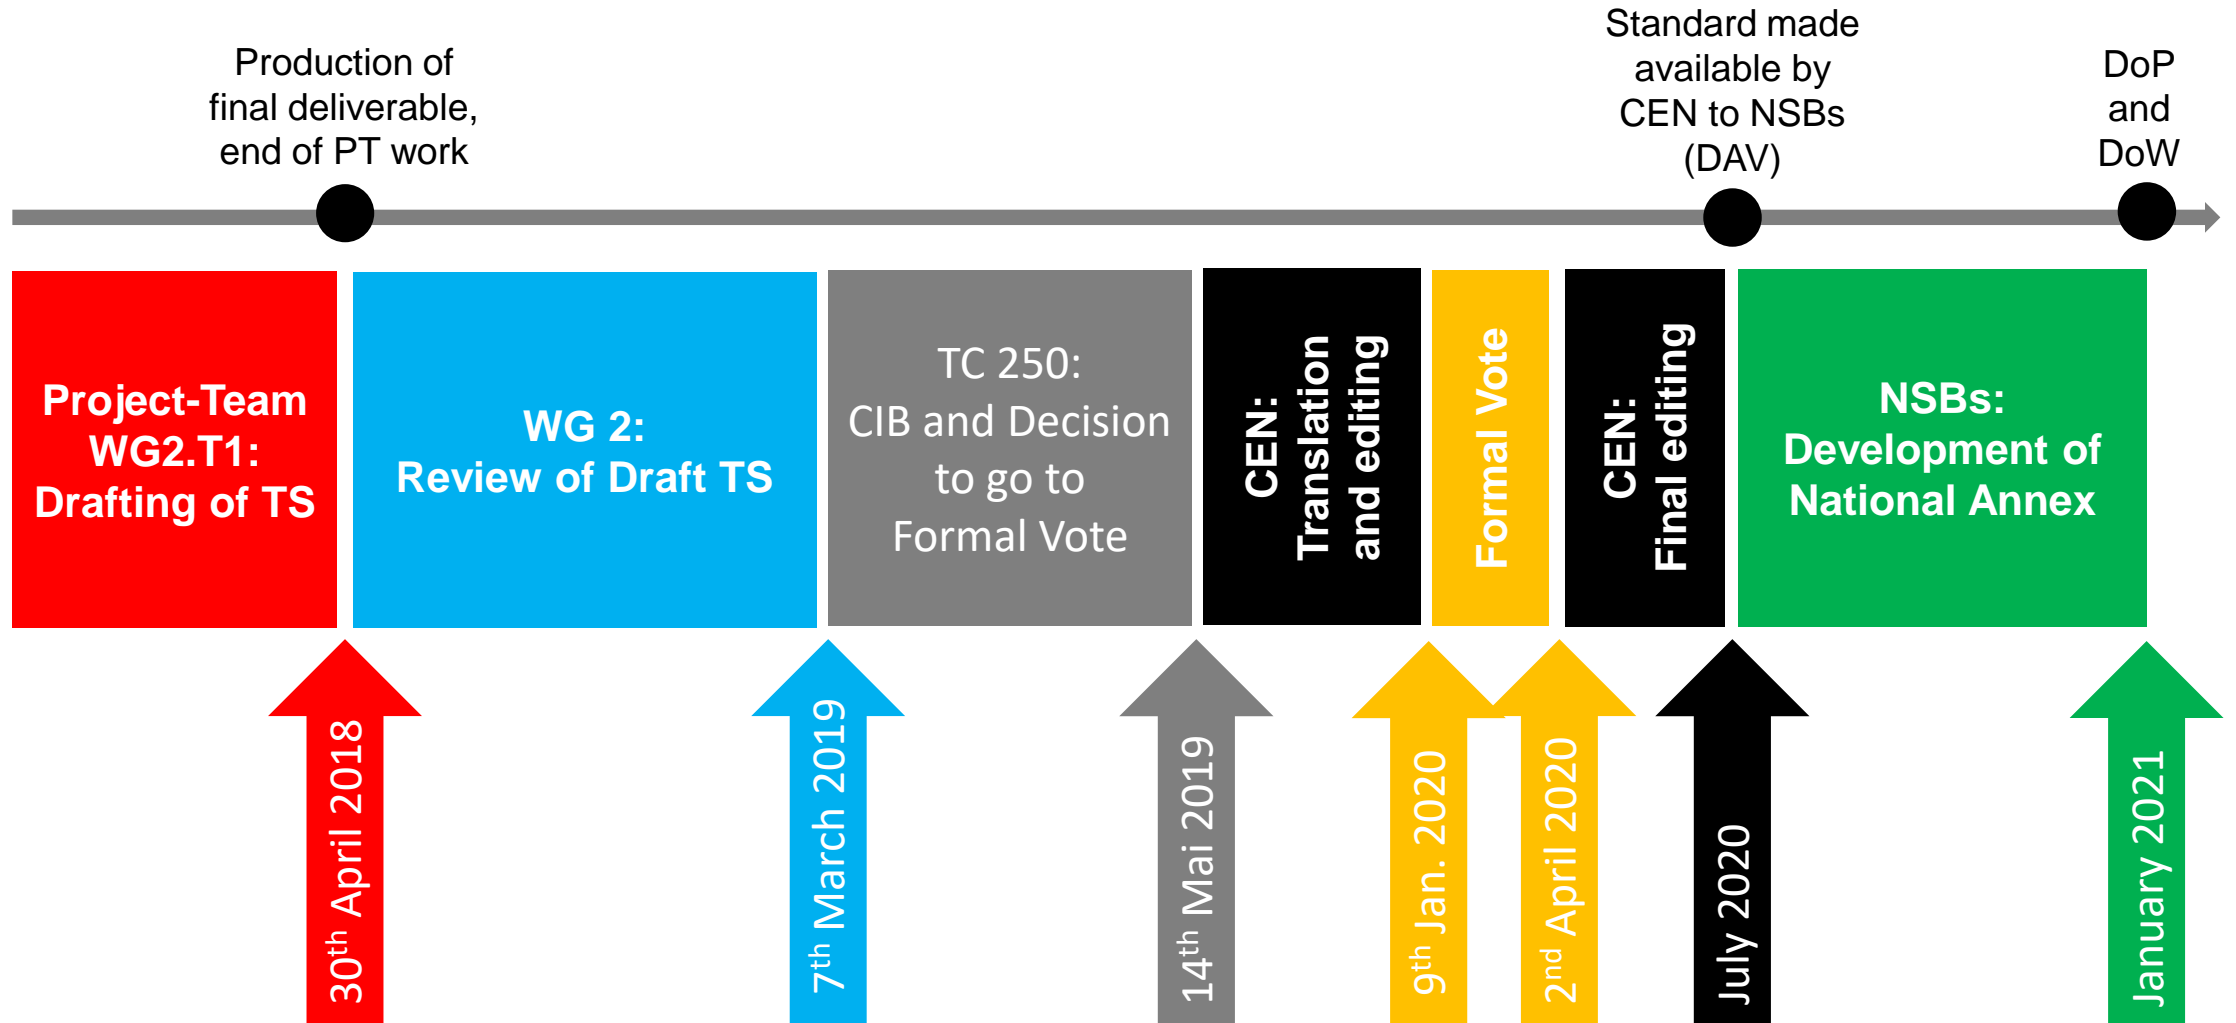 Production of
final deliverable,
end of PT work
Standard made
available by
CEN to NSBs
(DAV)
DoP
and
DoW
Project-Team
WG2.T1:
Drafting of TS
WG 2:
Review of Draft TS
TC 250:
CIB and Decision
to go to
Formal Vote
CEN:
Translation
and editing
Formal Vote
CEN:
Final editing
NSBs:
Development of
National Annex
30th April 2018
7th March 2019
14th Mai 2019
9th Jan. 2020
2nd April 2020
July 2020
January 2021